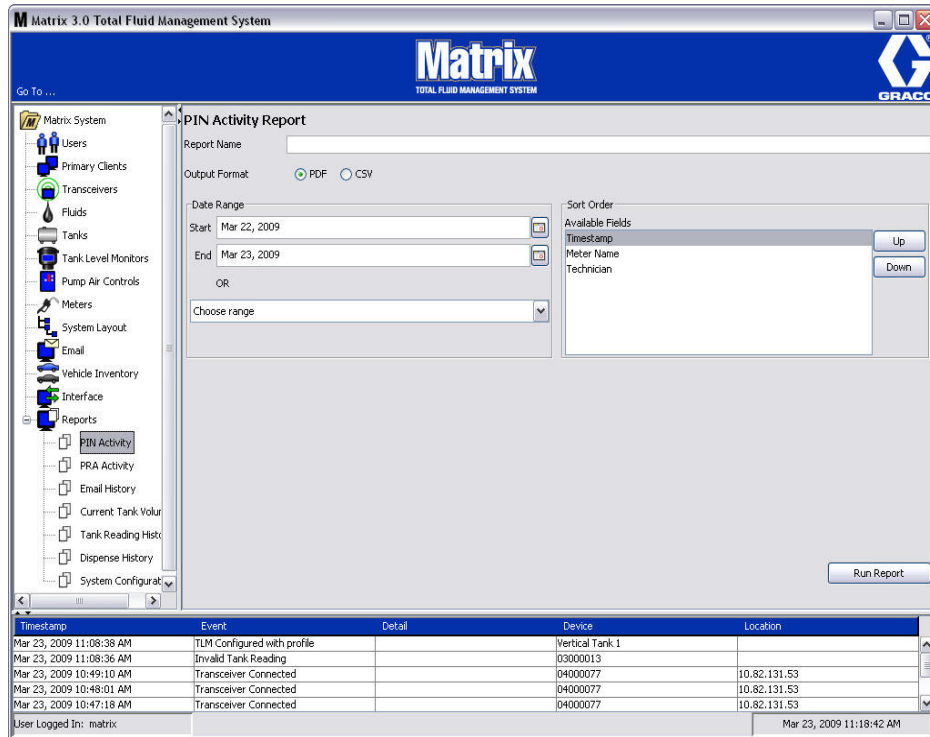 M Matrix 3.0 Total Fluid Management System
Matrix
TOTAL FLUID MANAGEMENT SYSTEM
Go To ...
GRACO
Matrix System
Users
Primary Clients
Transceivers
Fluids
Tanks
Tank Level Monitors
Pump Air Controls
Meters
System Layout
Email
Vehicle Inventory
Interface
Reports
PIN Activity
PRA Activity
Email History
Current Tank Volur
Tank Reading Histo
Dispense History
System Configurat
PIN Activity Report
Report Name
Output Format PDF CSV
Date Range
Start Mar 22, 2009
End Mar 23, 2009
OR
Choose range
Sort Order
Available Fields
Timestamp
Meter Name
Technician
Up
Down
Run Report
Timestamp Event Detail Device Location
Mar 23, 2009 11:08:38 AM TLM Configured with profile Vertical Tank 1
Mar 23, 2009 11:08:36 AM Invalid Tank Reading 03000013
Mar 23, 2009 10:49:10 AM Transceiver Connected 04000077 10.82.131.53
Mar 23, 2009 10:48:01 AM Transceiver Connected 04000077 10.82.131.53
Mar 23, 2009 10:47:18 AM Transceiver Connected 04000077 10.82.131.53
User Logged In: matrix Mar 23, 2009 11:18:42 AM